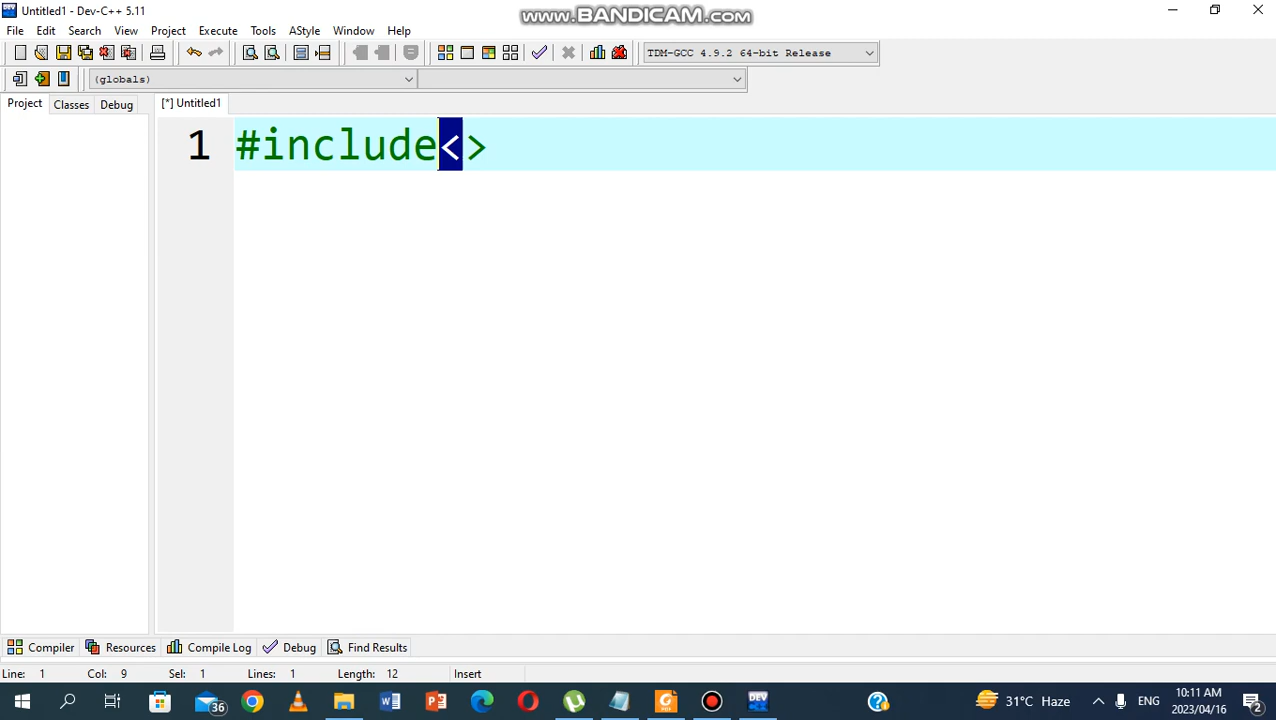 Untitled1 - Dev-C++ 5.11
www.BANDICAM.com
File Edit Search View Project Execute Tools AStyle Window Help
TDM-GCC 4.9.2 64-bit Release
(globals)
Project Classes Debug [*] Untitled1
1 #include<>
Compiler Resources Compile Log Debug Find Results
Line: 1 Col: 9 Sel: 1 Lines: 1 Length: 12 Insert
36 31°C Haze ENG 10:11 AM
2023/04/16 2